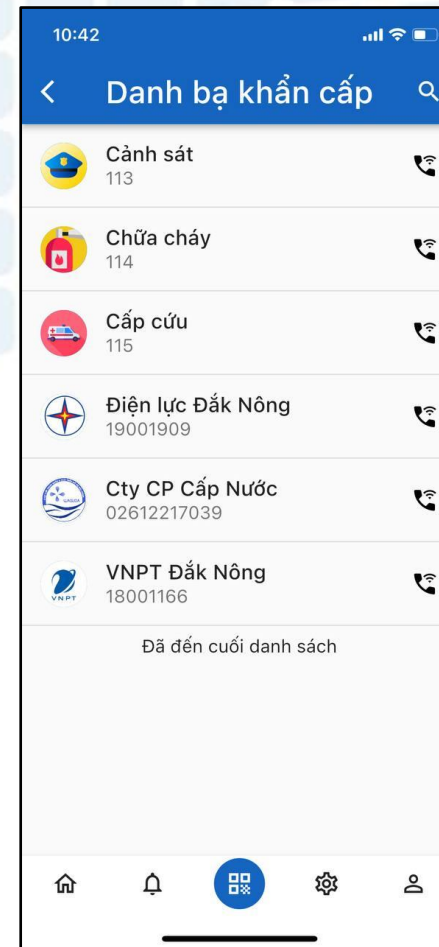 10:42
Danh bạ khẩn cấp
Cảnh sát
113
Chữa cháy
114
Cấp cứu
115
Điện lực Đắk Nông
19001909
Cty CP Cấp Nước
02612217039
VNPT
VNPT Đắk Nông
18001166
Đã đến cuối danh sách